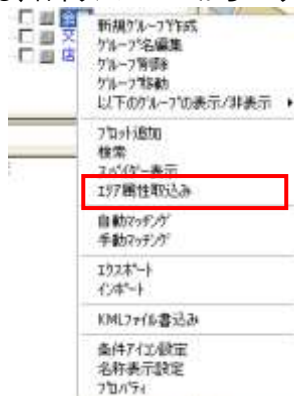 交
店
新規ｸﾞﾙｰﾌﾟ作成
ｸﾞﾙｰﾌﾟ名編集
ｸﾞﾙｰﾌﾟ削除
ｸﾞﾙｰﾌﾟ移動
以下のｸﾞﾙｰﾌﾟの表示/非表示
ﾌﾟﾛｯﾄ追加
検索
ｽﾊﾟｲﾀﾞｰ表示
ｴﾘｱ属性取込み
自動ﾏｯﾁﾝｸﾞ
手動ﾏｯﾁﾝｸﾞ
ｴｸｽﾎﾟｰﾄ
ｲﾝﾎﾟｰﾄ
KMLﾌｧｲﾙ書込み
条件ｱｲｺﾝ設定
名称表示設定
ﾌﾟﾛﾊﾟﾃｨ